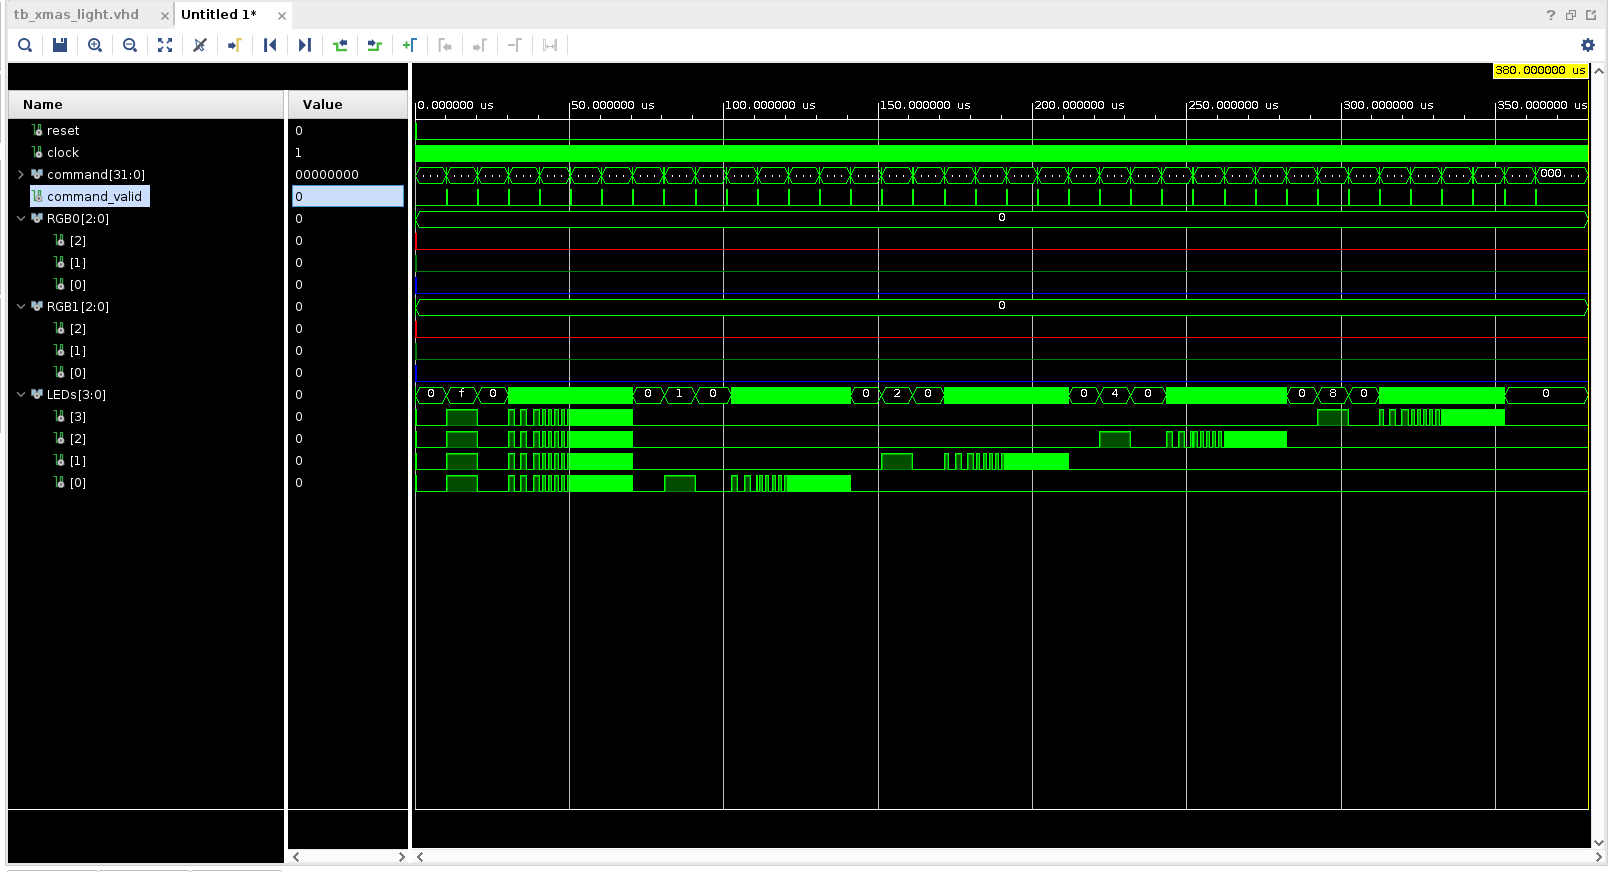 tb_xmas_light.vhd × Untitled 1* ×
?
380.000000 us
Name Value
0.000000 us 50.000000 us 100.000000 us 150.000000 us 200.000000 us 250.000000 us 300.000000 us 350.000000 us
reset 0
clock 1
command[31:0] 00000000 000...
command_valid 0
RGB0[2:0] 0 0
[2] 0
[1] 0
[0] 0
RGB1[2:0] 0 0
[2] 0
[1] 0
[0] 0
LEDs[3:0] 0 0 f 0 0 1 0 0 2 0 0 4 0 0 8 0 0
[3] 0
[2] 0
[1] 0
[0] 0